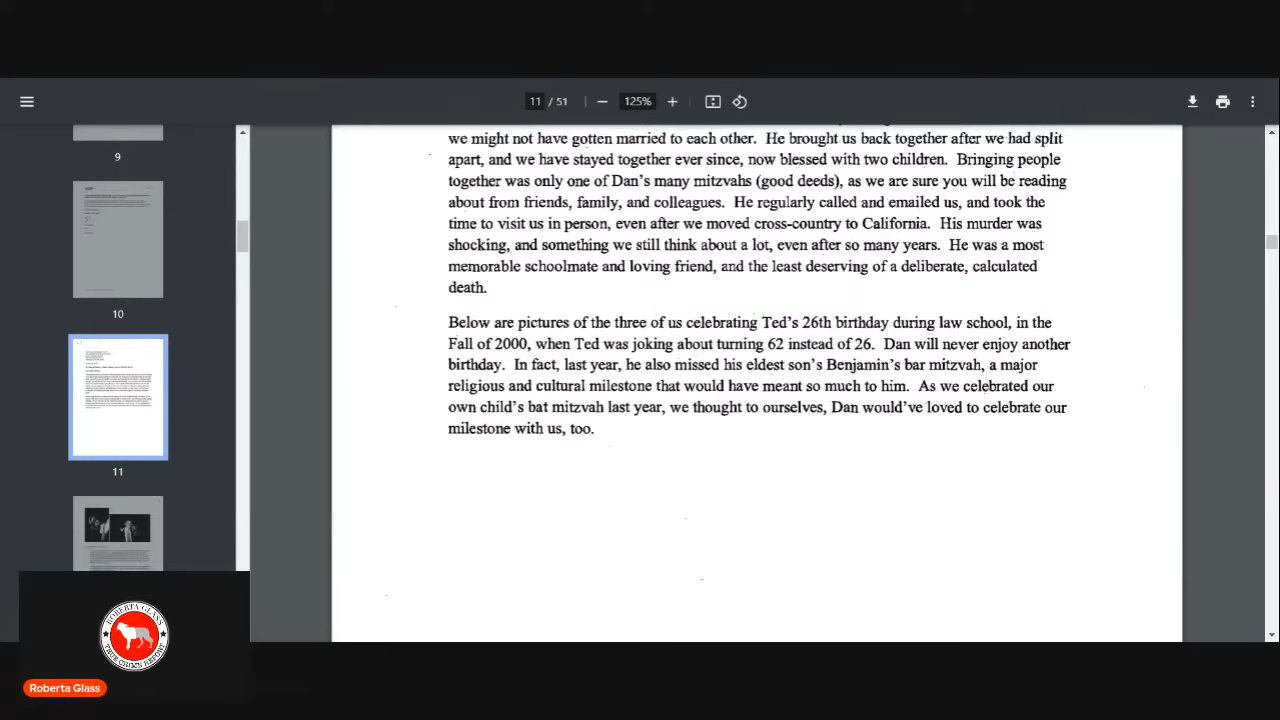 11 / 51
125%
9
we might not have gotten married to each other. He brought us back together after we had split
apart, and we have stayed together ever since, now blessed with two children. Bringing people
together was only one of Dan's many mitzvahs (good deeds), as we are sure you will be reading
about from friends, family, and colleagues. He regularly called and emailed us, and took the
time to visit us in person, even after we moved cross-country to California. His murder was
shocking, and something we still think about a lot, even after so many years. He was a most
memorable schoolmate and loving friend, and the least deserving of a deliberate, calculated
death.
10
Below are pictures of the three of us celebrating Ted's 26th birthday during law school, in the
Fall of 2000, when Ted was joking about turning 62 instead of 26. Dan will never enjoy another
birthday. In fact, last year, he also missed his eldest son's Benjamin's bar mitzvah, a major
religious and cultural milestone that would have meant so much to him. As we celebrated our
own child's bat mitzvah last year, we thought to ourselves, Dan would've loved to celebrate our
milestone with us, too.
11
ROBERTA GLASS
TRUE CRIME REPORT
Roberta Glass